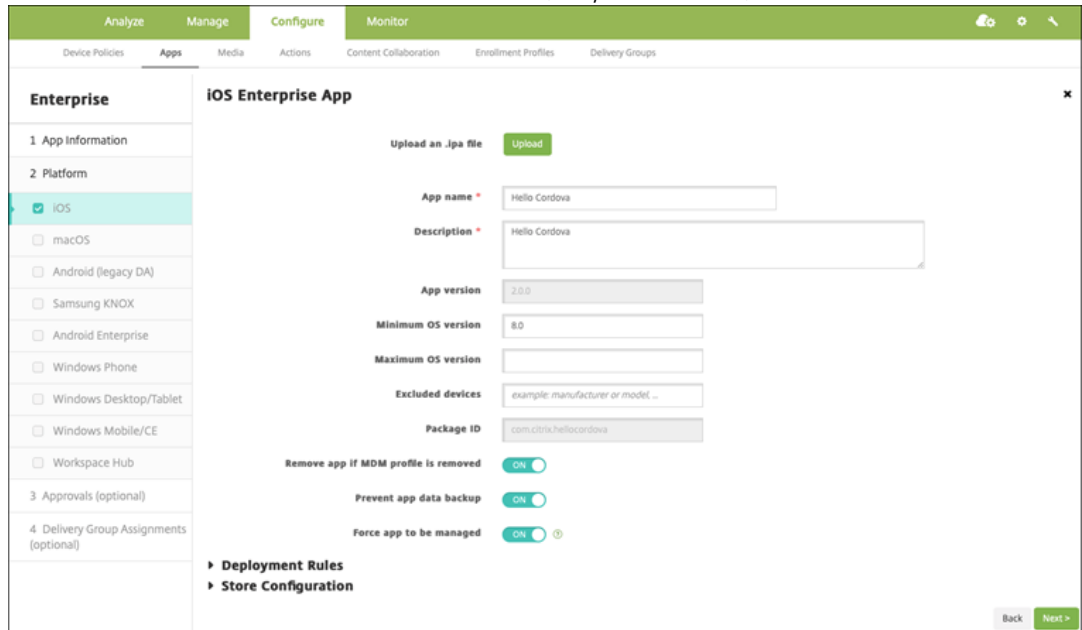 Analyze Manage Configure Monitor
Device Policies Apps Media Actions Content Collaboration Enrollment Profiles Delivery Groups
Enterprise
1 App Information
2 Platform
iOS
macOS
Android (legacy DA)
Samsung KNOX
Android Enterprise
Windows Phone
Windows Desktop/Tablet
Windows Mobile/CE
Workspace Hub
3 Approvals (optional)
4 Delivery Group Assignments
(optional)
iOS Enterprise App
Upload an .ipa file Upload
App name * Hello Cordova
Description * Hello Cordova
App version 2.0.0
Minimum OS version 8.0
Maximum OS version
Excluded devices example: manufacturer or model, ...
Package ID com.citrix.hellocordova
Remove app if MDM profile is removed ON
Prevent app data backup ON
Force app to be managed ON ?
Deployment Rules
Store Configuration
Back Next >